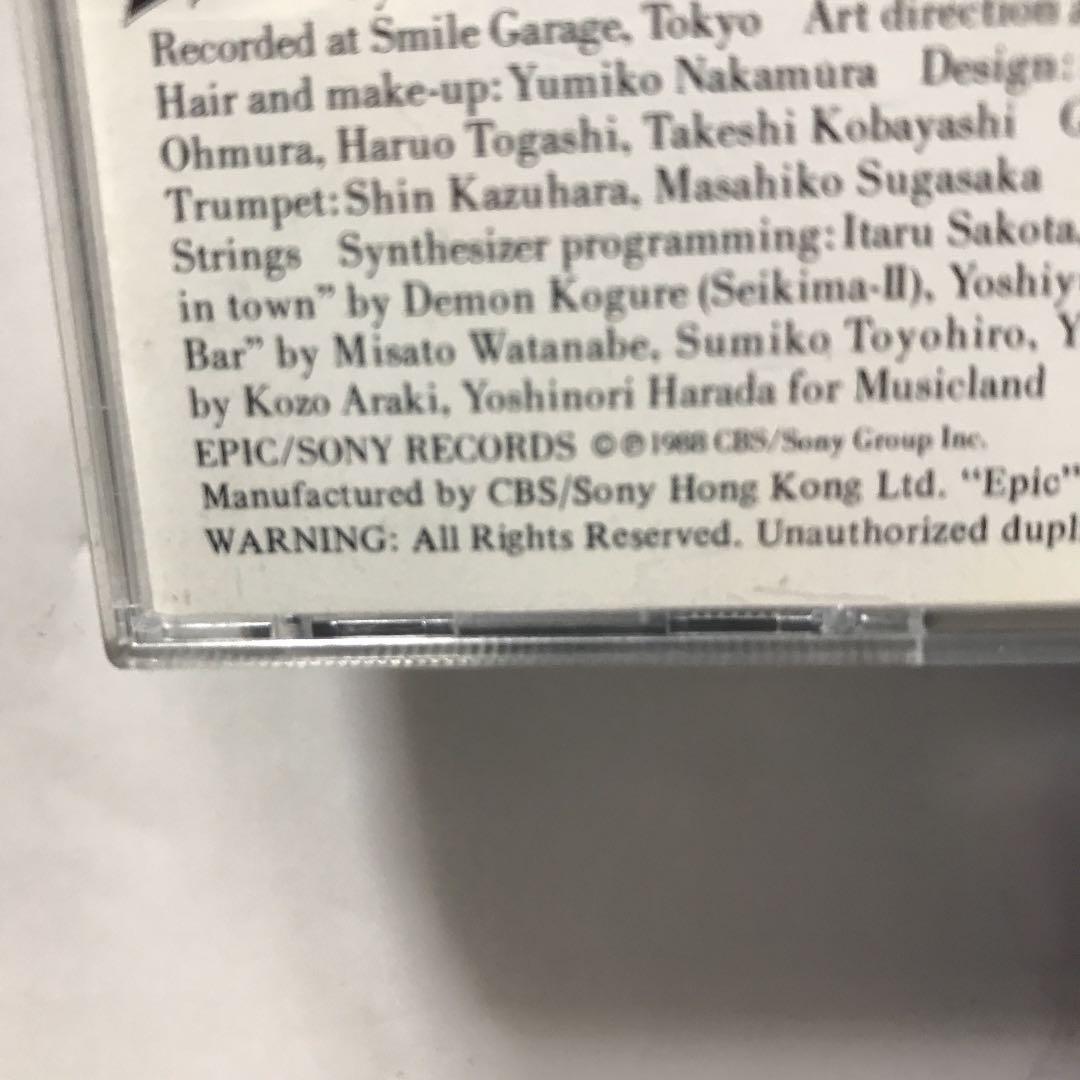 Recorded at Smile Garage, Tokyo Art direction
Hair and make-up: Yumiko Nakamura Design:
Ohmura, Haruo Togashi, Takeshi Kobayashi
Trumpet: Shin Kazuhara, Masahiko Sugasaka
Strings Synthesizer programming: Itaru Sakota,
in town” by Demon Kogure (Seikima-II), Yoshiy
Bar” by Misato Watanabe, Sumiko Toyohiro, Y
by Kozo Araki, Yoshinori Harada for Musicland
EPIC/SONY RECORDS ©℗1988 CBS/Sony Group Inc.
Manufactured by CBS/Sony Hong Kong Ltd. “Epic”
WARNING: All Rights Reserved. Unauthorized dupl